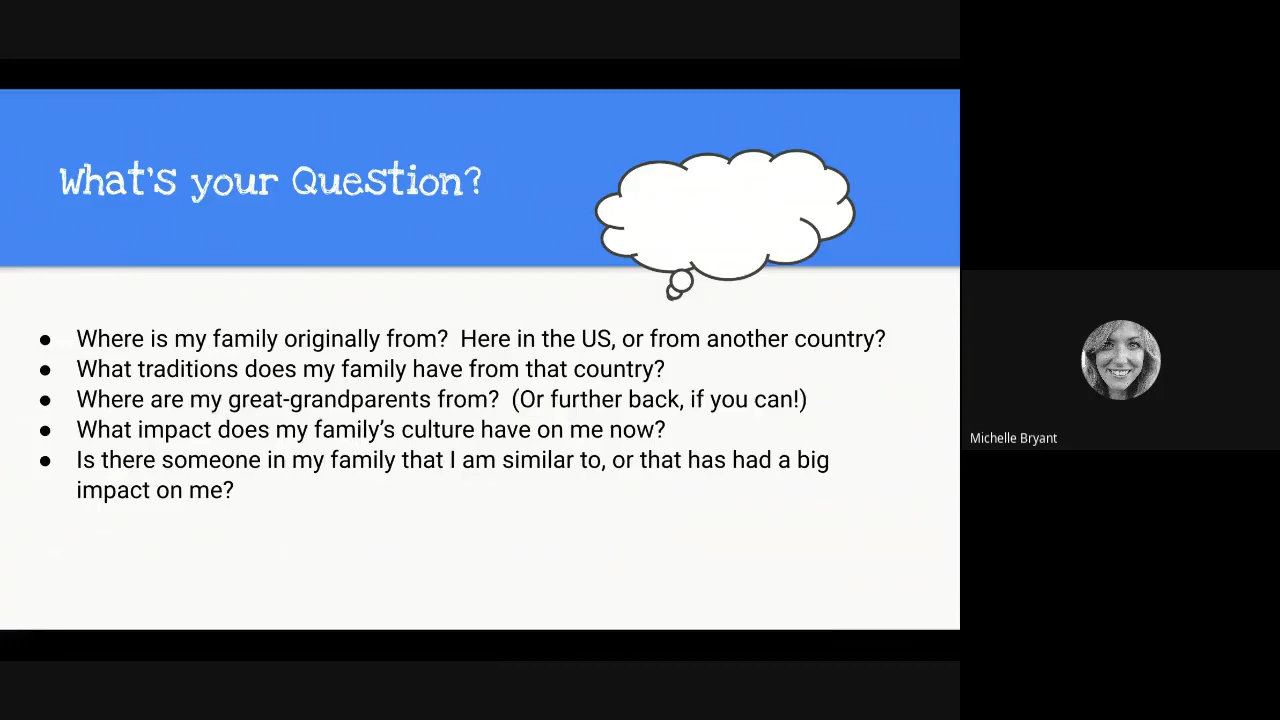 What's your Question?
● Where is my family originally from?  Here in the US, or from another country?
● What traditions does my family have from that country?
● Where are my great-grandparents from?  (Or further back, if you can!)
● What impact does my family’s culture have on me now?
● Is there someone in my family that I am similar to, or that has had a big
impact on me?
Michelle Bryant